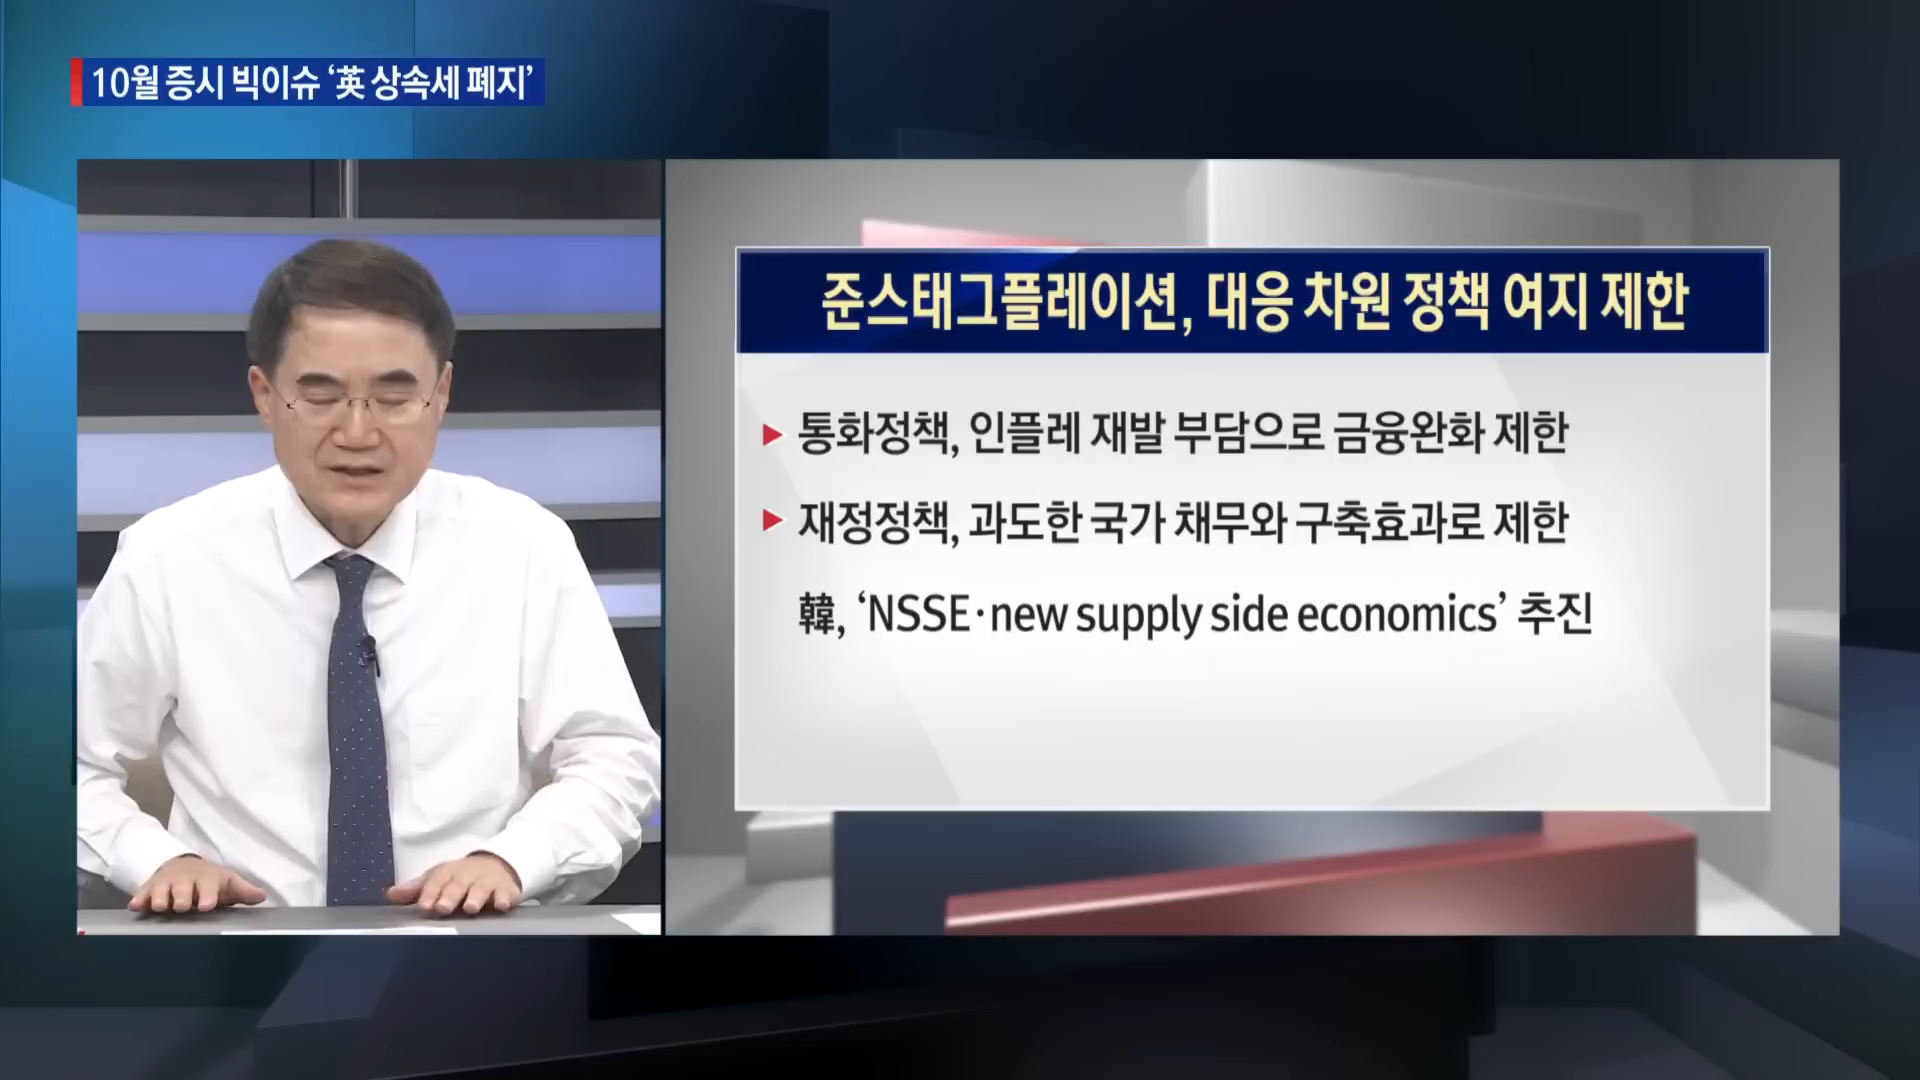 10월 증시 빅이슈 ‘英 상속세 폐지’
준스태그플레이션, 대응 차원 정책 여지 제한
통화정책, 인플레 재발 부담으로 금융완화 제한
재정정책, 과도한 국가 채무와 구축효과로 제한
韓, ‘NSSE·new supply side economics’ 추진